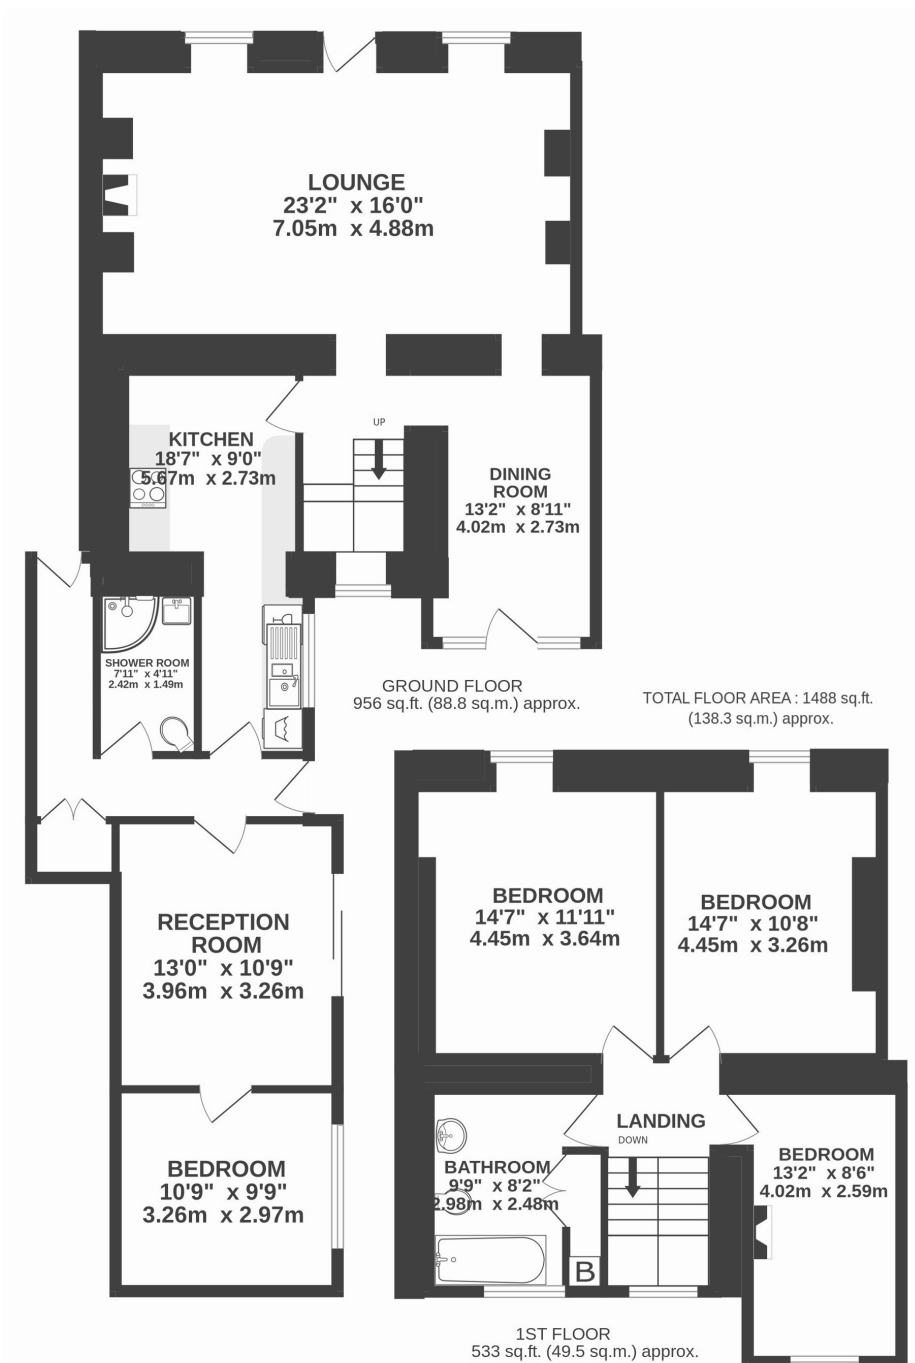 LOUNGE
23'2" x 16'0"
7.05m x 4.88m
UP
KITCHEN
18'7" x 9'0"
5.67m x 2.73m
DINING
ROOM
13'2" x 8'11"
4.02m x 2.73m
SHOWER ROOM
7'11" x 4'11"
2.42m x 1.49m
GROUND FLOOR
956 sq.ft. (88.8 sq.m.) approx.
TOTAL FLOOR AREA : 1488 sq.ft.
(138.3 sq.m.) approx.
RECEPTION
ROOM
13'0" x 10'9"
3.96m x 3.26m
BEDROOM
10'9" x 9'9"
3.26m x 2.97m
BEDROOM
14'7" x 11'11"
4.45m x 3.64m
BEDROOM
14'7" x 10'8"
4.45m x 3.26m
LANDING
DOWN
BATHROOM
9'9" x 8'2"
2.98m x 2.48m
BEDROOM
13'2" x 8'6"
4.02m x 2.59m
B
1ST FLOOR
533 sq.ft. (49.5 sq.m.) approx.